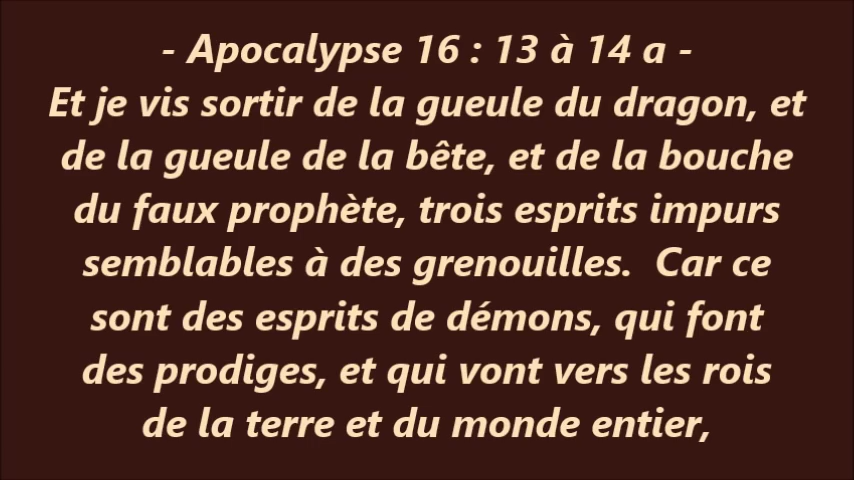 - Apocalypse 16 : 13 à 14 a -
Et je vis sortir de la gueule du dragon, et
de la gueule de la bête, et de la bouche
du faux prophète, trois esprits impurs
semblables à des grenouilles.  Car ce
sont des esprits de démons, qui font
des prodiges, et qui vont vers les rois
de la terre et du monde entier,